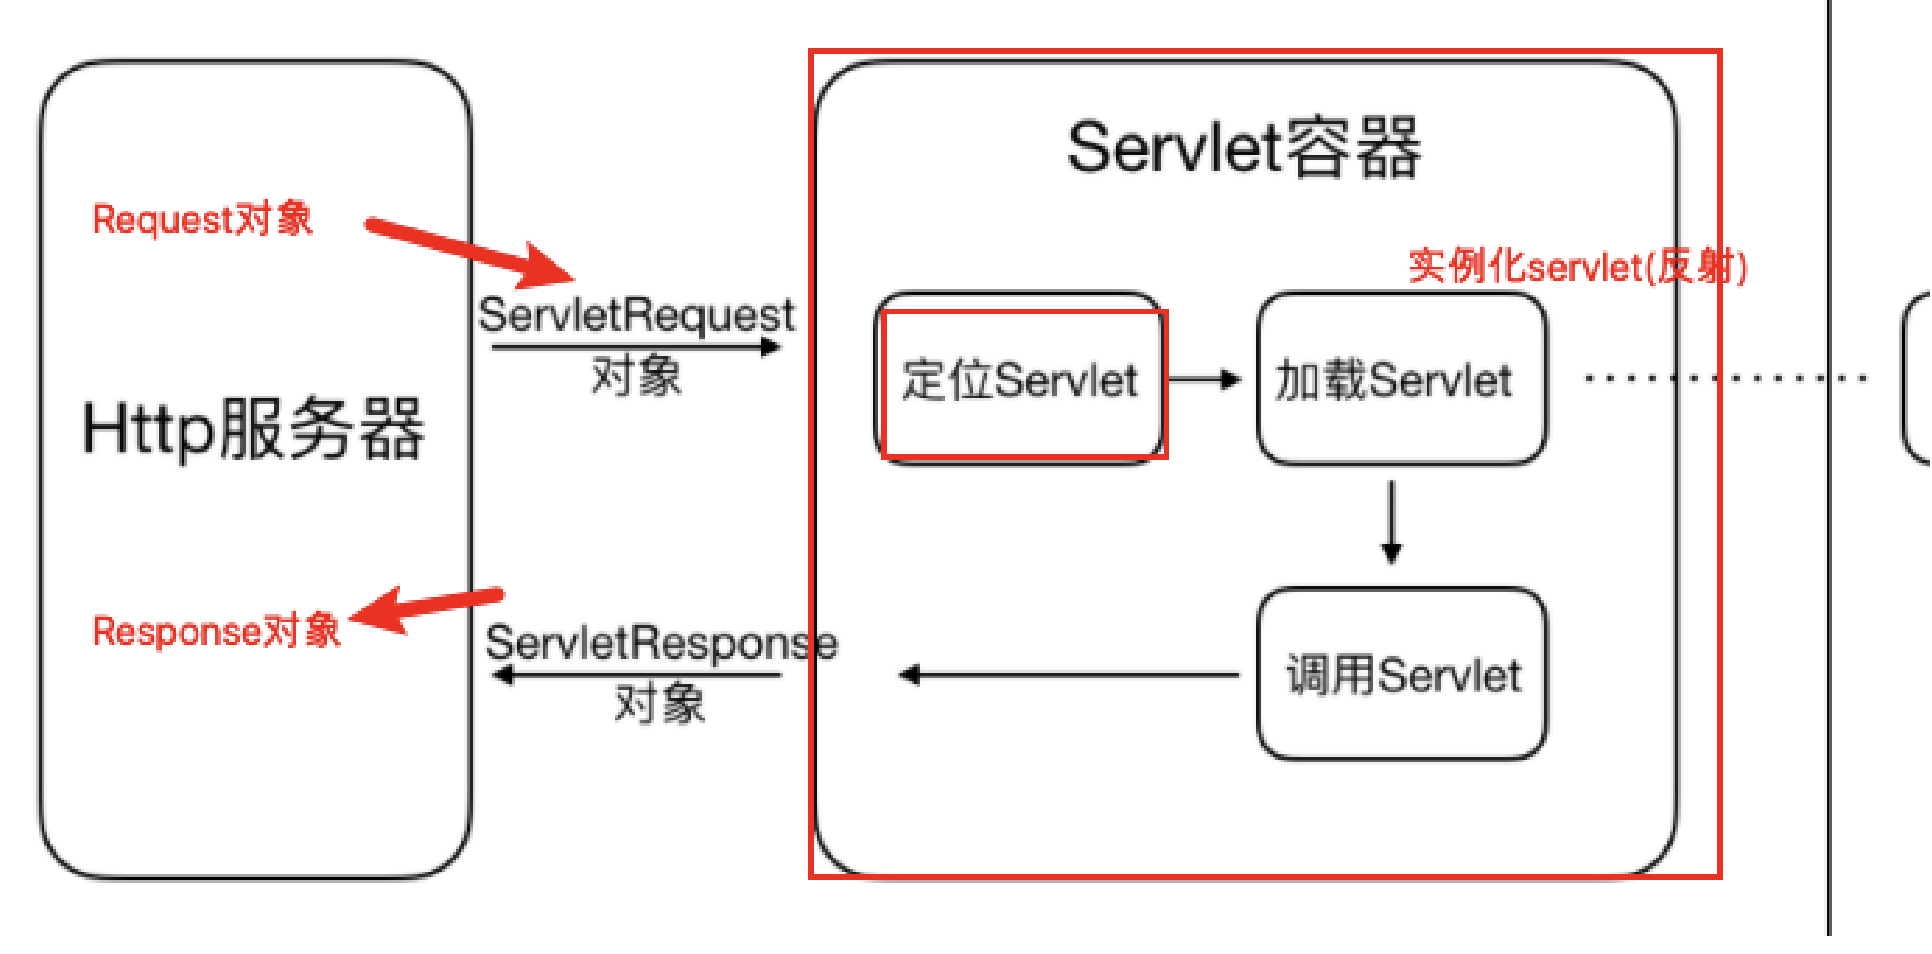 Servlet容器
Request对象
实例化servlet(反射)
ServletRequest
对象
定位Servlet
加载Servlet
Http服务器
Response对象
ServletResponse
对象
调用Servlet